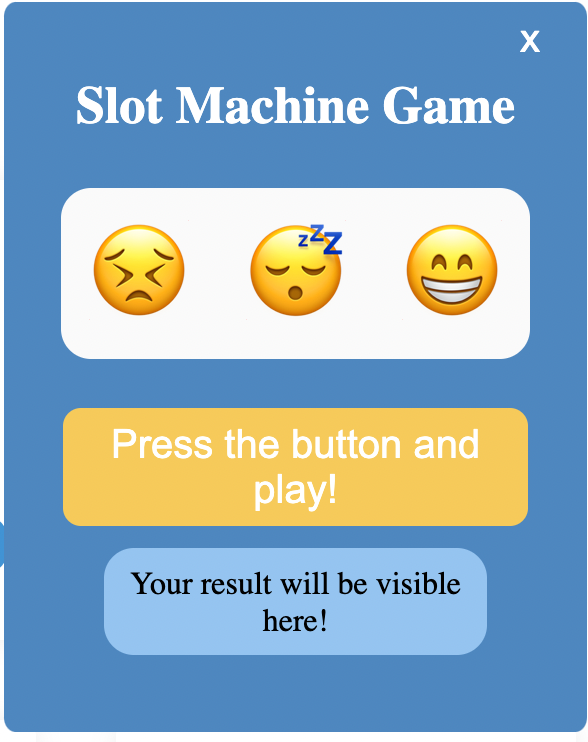 X
Slot Machine Game
Press the button and
play!
Your result will be visible
here!